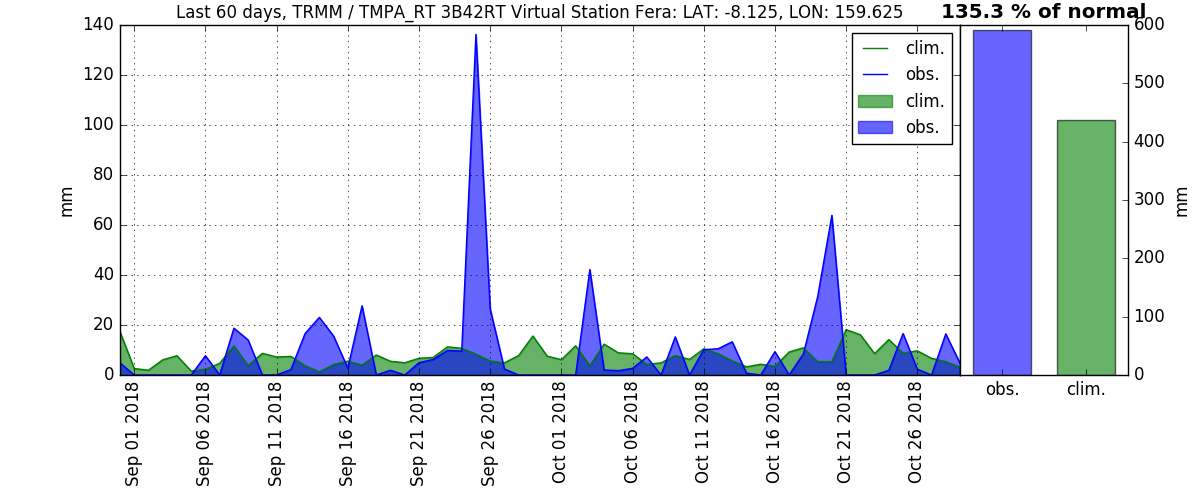 Last 60 days, TRMM / TMPA_RT 3B42RT Virtual Station Fera: LAT: -8.125, LON: 159.625
135.3 % of normal
mm
140
120
100
80
60
40
20
0
clim.
obs.
clim.
obs.
Sep 01 2018
Sep 06 2018
Sep 11 2018
Sep 16 2018
Sep 21 2018
Sep 26 2018
Oct 01 2018
Oct 06 2018
Oct 11 2018
Oct 16 2018
Oct 21 2018
Oct 26 2018
600
500
400
300
200
100
0
mm
obs.
clim.